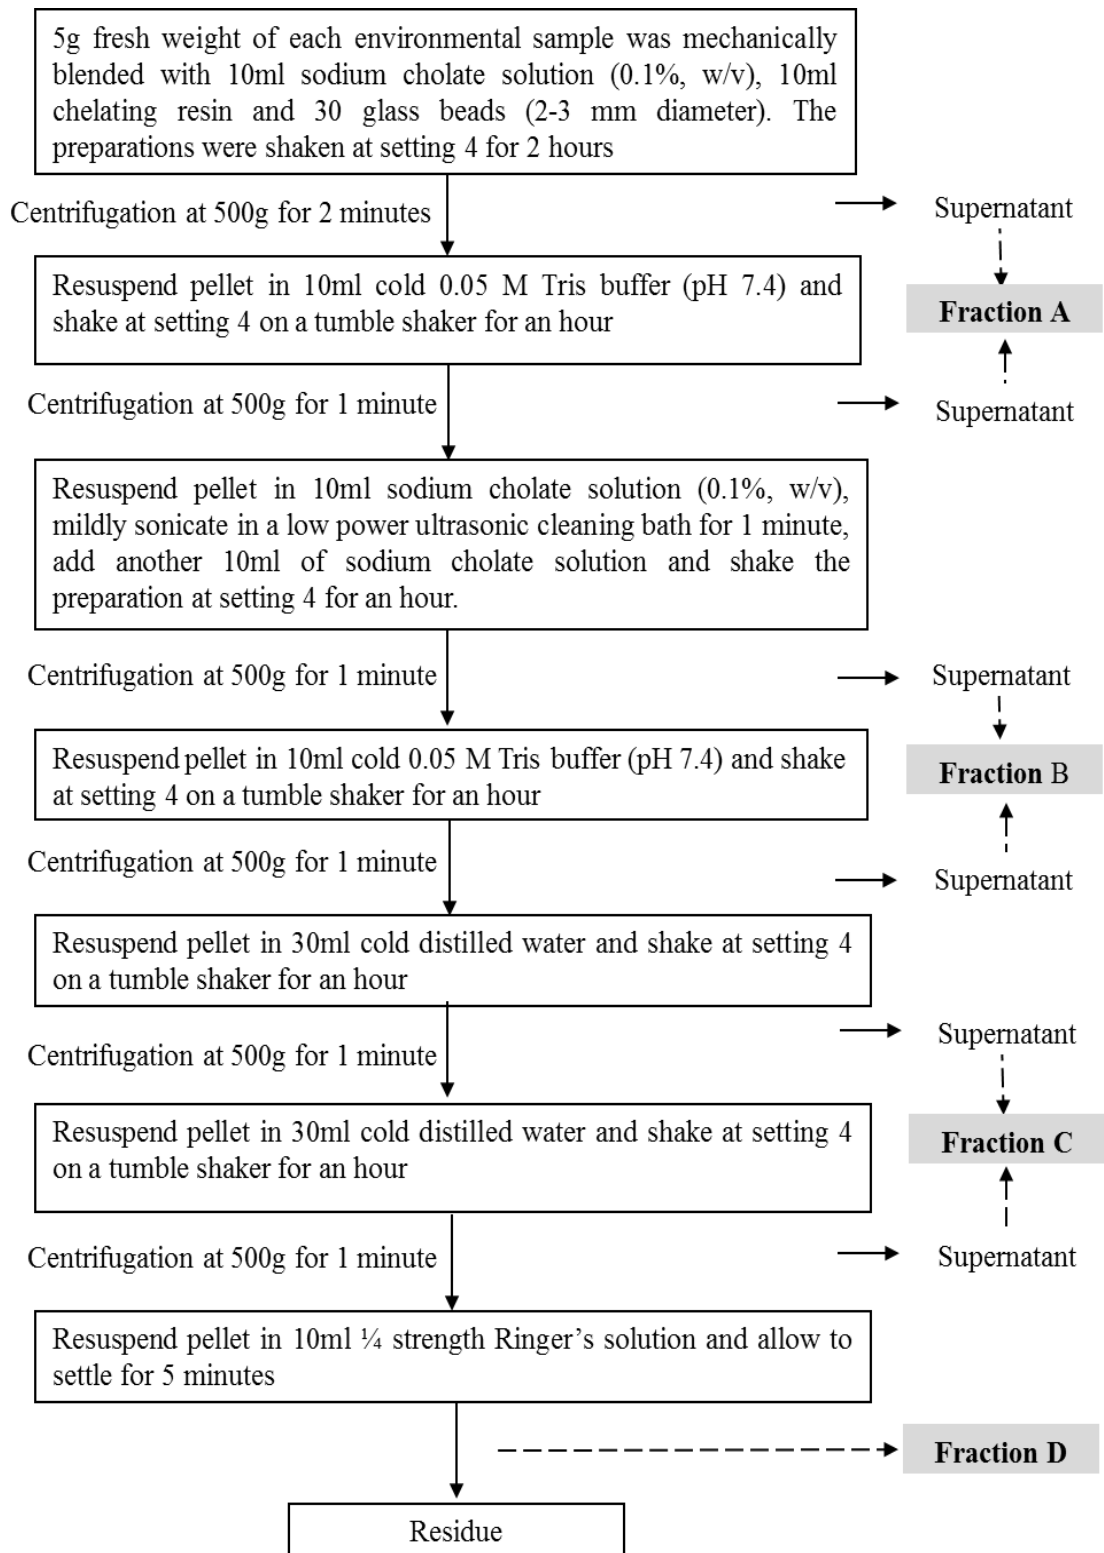 5g fresh weight of each environmental sample was mechanically
blended with 10ml sodium cholate solution (0.1%, w/v), 10ml
chelating resin and 30 glass beads (2-3 mm diameter). The
preparations were shaken at setting 4 for 2 hours
Centrifugation at 500g for 2 minutes
Supernatant
Resuspend pellet in 10ml cold 0.05 M Tris buffer (pH 7.4) and
shake at setting 4 on a tumble shaker for an hour
Fraction A
Centrifugation at 500g for 1 minute
Supernatant
Resuspend pellet in 10ml sodium cholate solution (0.1%, w/v),
mildly sonicate in a low power ultrasonic cleaning bath for 1 minute,
add another 10ml of sodium cholate solution and shake the
preparation at setting 4 for an hour.
Centrifugation at 500g for 1 minute
Supernatant
Resuspend pellet in 10ml cold 0.05 M Tris buffer (pH 7.4) and shake
at setting 4 on a tumble shaker for an hour
Fraction B
Centrifugation at 500g for 1 minute
Supernatant
Resuspend pellet in 30ml cold distilled water and shake at setting 4
on a tumble shaker for an hour
Centrifugation at 500g for 1 minute
Supernatant
Resuspend pellet in 30ml cold distilled water and shake at setting 4
on a tumble shaker for an hour
Fraction C
Centrifugation at 500g for 1 minute
Supernatant
Resuspend pellet in 10ml ¼ strength Ringer’s solution and allow to
settle for 5 minutes
Fraction D
Residue